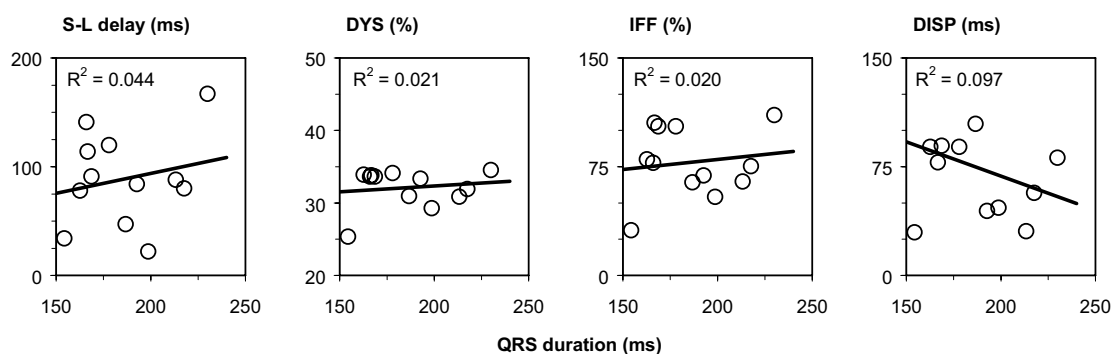 S-L delay (ms)
DYS (%)
IFF (%)
DISP (ms)
200
100
0
R² = 0.044
150 200 250
50
40
30
20
R² = 0.021
150 200 250
150
75
0
R² = 0.020
150 200 250
150
75
0
R² = 0.097
150 200 250
QRS duration (ms)